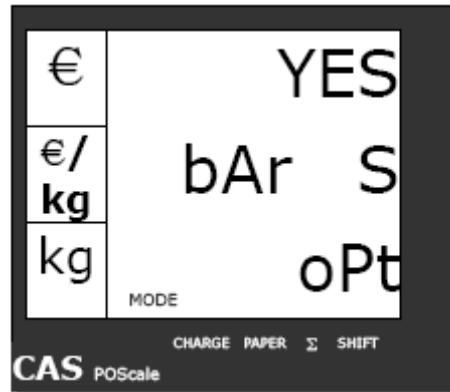 € YES
€/kg bAr S
kg oPt
MODE
CHARGE PAPER Σ SHIFT
CAS POScale